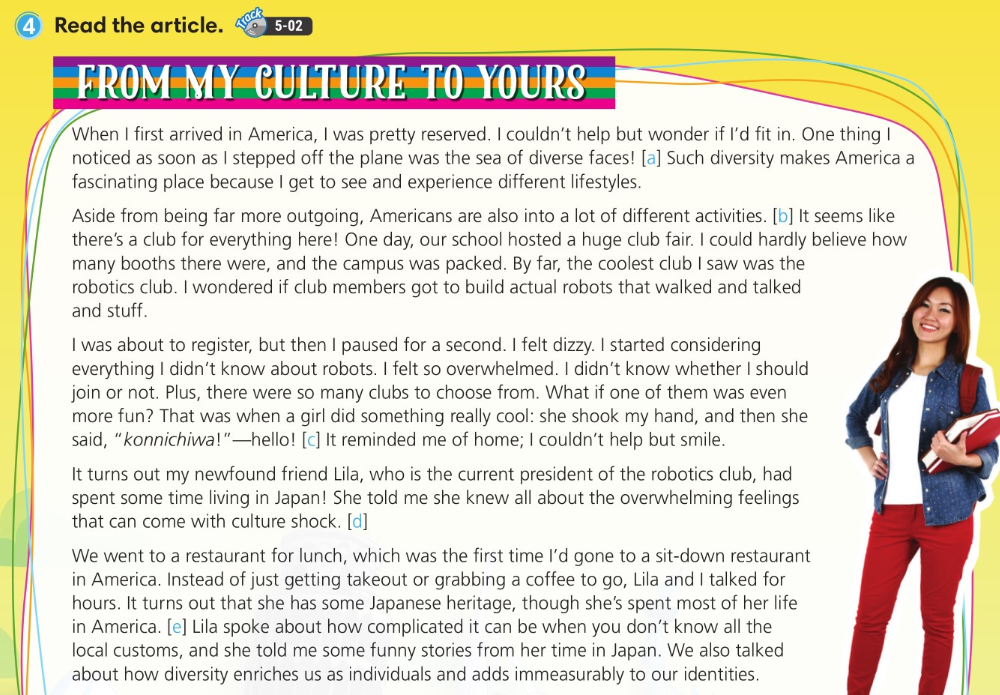 4 Read the article. Track 5-02
FROM MY CULTURE TO YOURS
When I first arrived in America, I was pretty reserved. I couldn't help but wonder if I'd fit in. One thing I
noticed as soon as I stepped off the plane was the sea of diverse faces! [a] Such diversity makes America a
fascinating place because I get to see and experience different lifestyles.
Aside from being far more outgoing, Americans are also into a lot of different activities. [b] It seems like
there's a club for everything here! One day, our school hosted a huge club fair. I could hardly believe how
many booths there were, and the campus was packed. By far, the coolest club I saw was the
robotics club. I wondered if club members got to build actual robots that walked and talked
and stuff.
I was about to register, but then I paused for a second. I felt dizzy. I started considering
everything I didn't know about robots. I felt so overwhelmed. I didn't know whether I should
join or not. Plus, there were so many clubs to choose from. What if one of them was even
more fun? That was when a girl did something really cool: she shook my hand, and then she
said, "konnichiwa!"—hello! [c] It reminded me of home; I couldn't help but smile.
It turns out my newfound friend Lila, who is the current president of the robotics club, had
spent some time living in Japan! She told me she knew all about the overwhelming feelings
that can come with culture shock. [d]
We went to a restaurant for lunch, which was the first time I'd gone to a sit-down restaurant
in America. Instead of just getting takeout or grabbing a coffee to go, Lila and I talked for
hours. It turns out that she has some Japanese heritage, though she's spent most of her life
in America. [e] Lila spoke about how complicated it can be when you don't know all the
local customs, and she told me some funny stories from her time in Japan. We also talked
about how diversity enriches us as individuals and adds immeasurably to our identities.